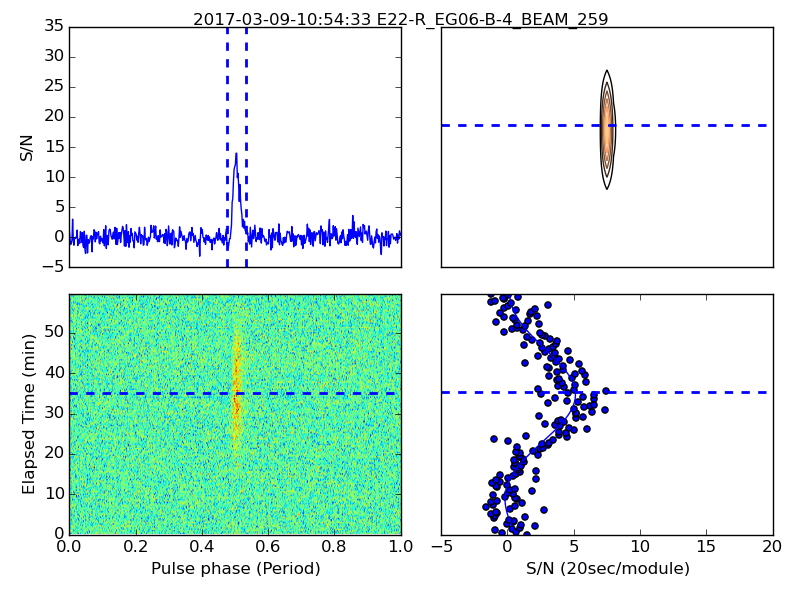 2017-03-09-10:54:33 E22-R_EG06-B-4_BEAM_259
35
30
25
20
15
10
5
0
−5
S/N
50
40
30
20
10
0
Elapsed Time (min)
0.0 0.2 0.4 0.6 0.8 1.0
Pulse phase (Period)
−5 0 5 10 15 20
S/N (20sec/module)